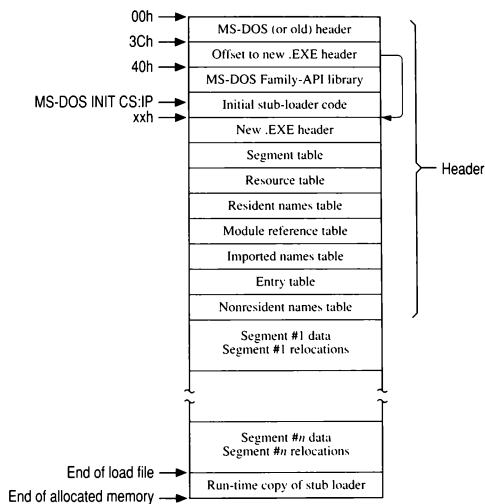 00h
MS-DOS (or old) header
3Ch
Offset to new .EXE header
40h
MS-DOS Family-API library
MS-DOS INIT CS:IP
Initial stub-loader code
xxh
New .EXE header
Segment table
Resource table
Header
Resident names table
Module reference table
Imported names table
Entry table
Nonresident names table
Segment #1 data
Segment #1 relocations
Segment #n data
Segment #n relocations
End of load file
Run-time copy of stub loader
End of allocated memory